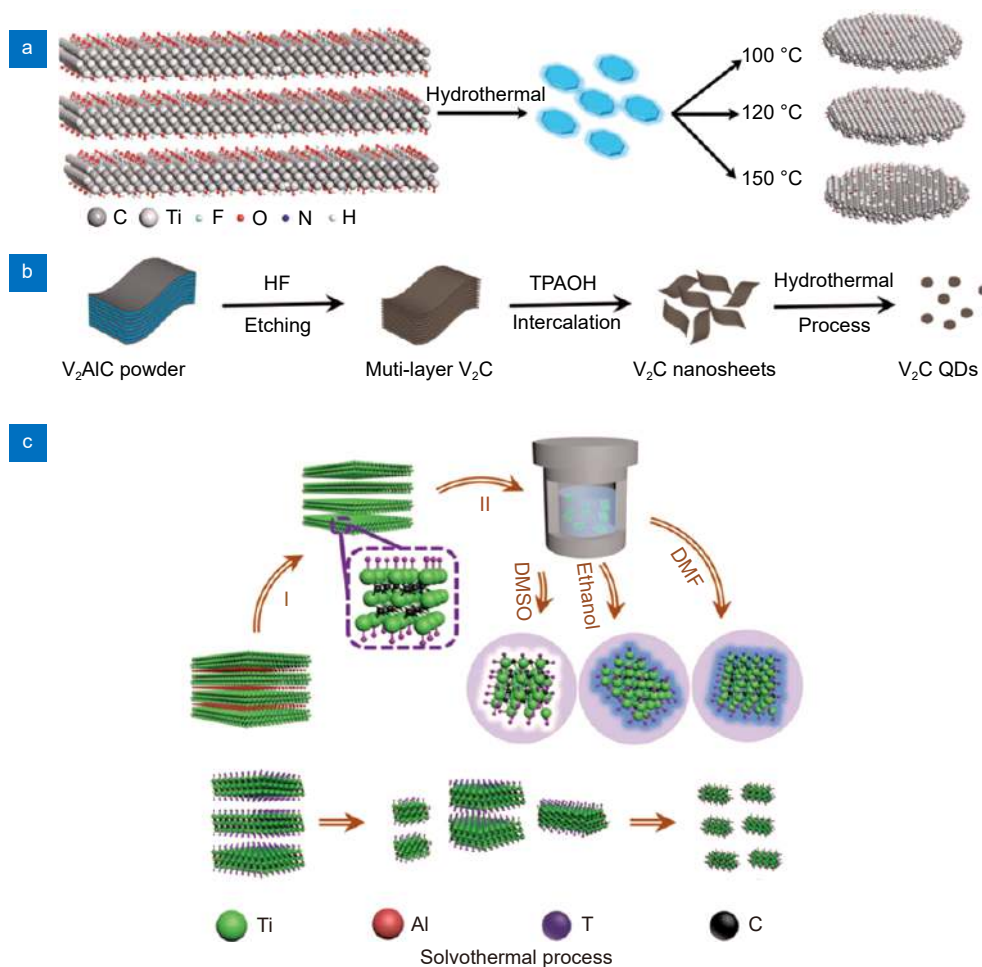 a
100 °C
Hydrothermal
120 °C
150 °C
C Ti F O N H
b
HF
TPAOH
Hydrothermal
Etching
Intercalation
Process
V₂AlC powder
Muti-layer V₂C
V₂C nanosheets
V₂C QDs
c
I
II
DMSO
Ethanol
DMF
Ti Al T C
Solvothermal process